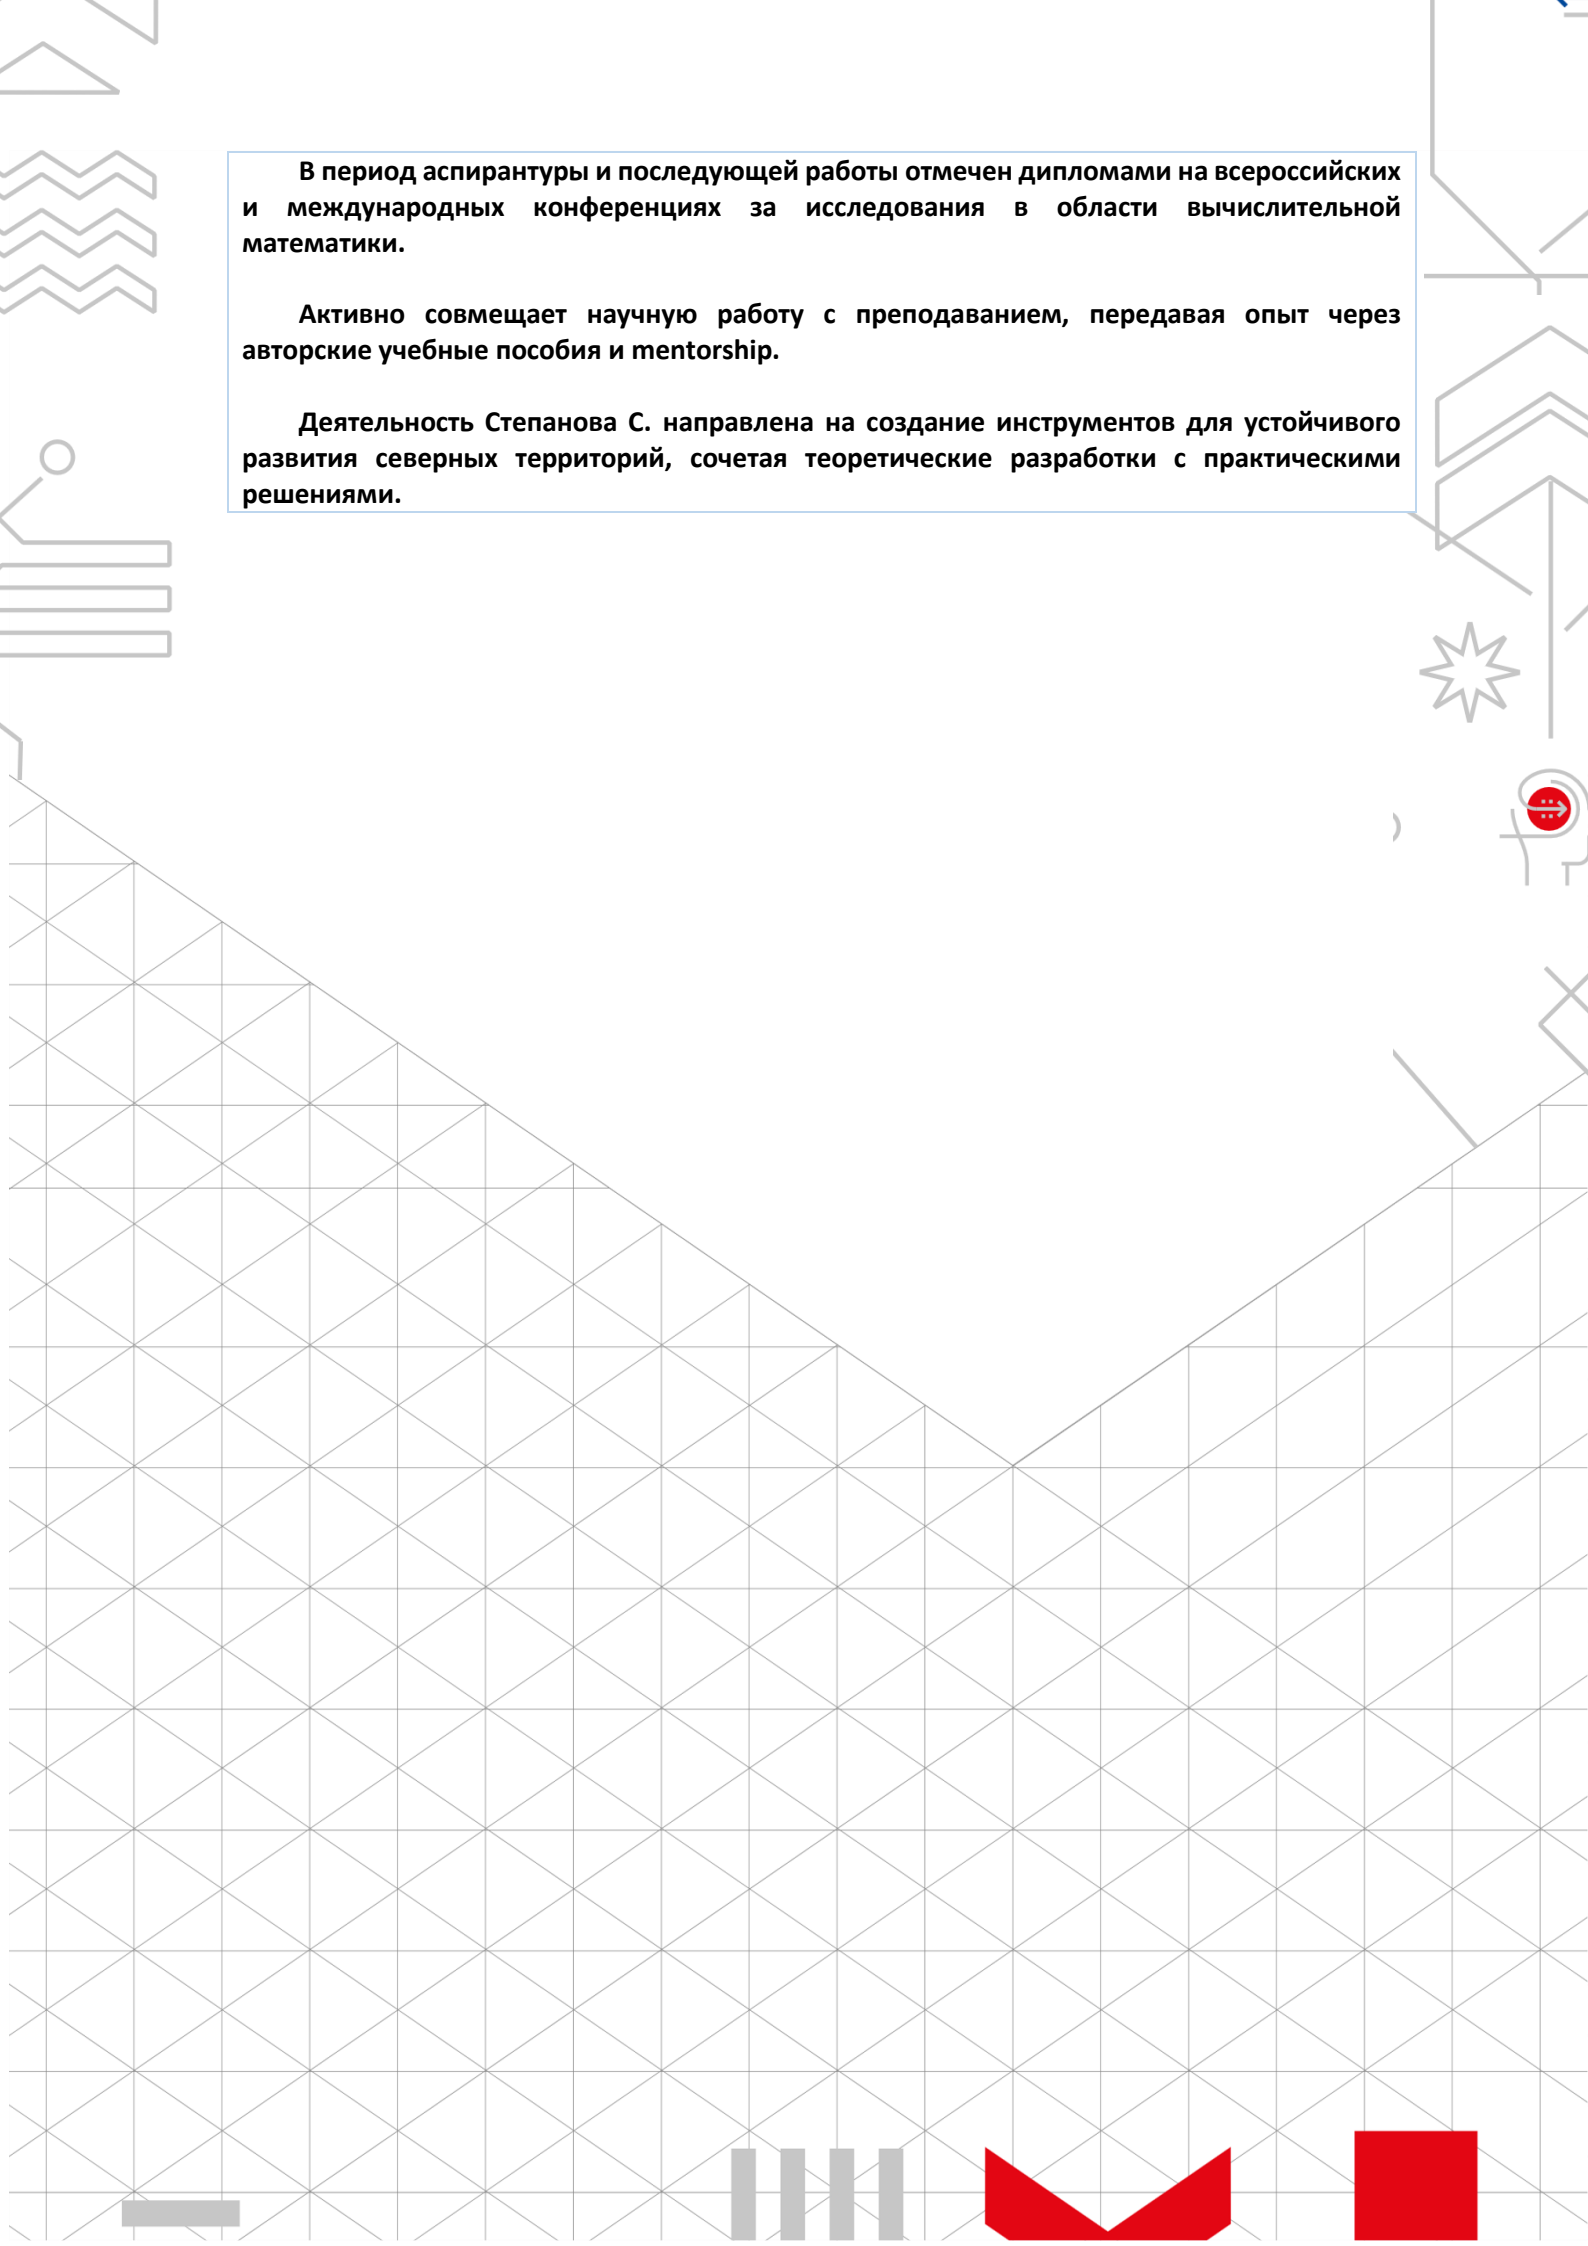 В период аспирантуры и последующей работы отмечен дипломами на всероссийских
и международных конференциях за исследования в области вычислительной
математики.
Активно совмещает научную работу с преподаванием, передавая опыт через
авторские учебные пособия и mentorship.
Деятельность Степанова С. направлена на создание инструментов для устойчивого
развития северных территорий, сочетая теоретические разработки с практическими
решениями.